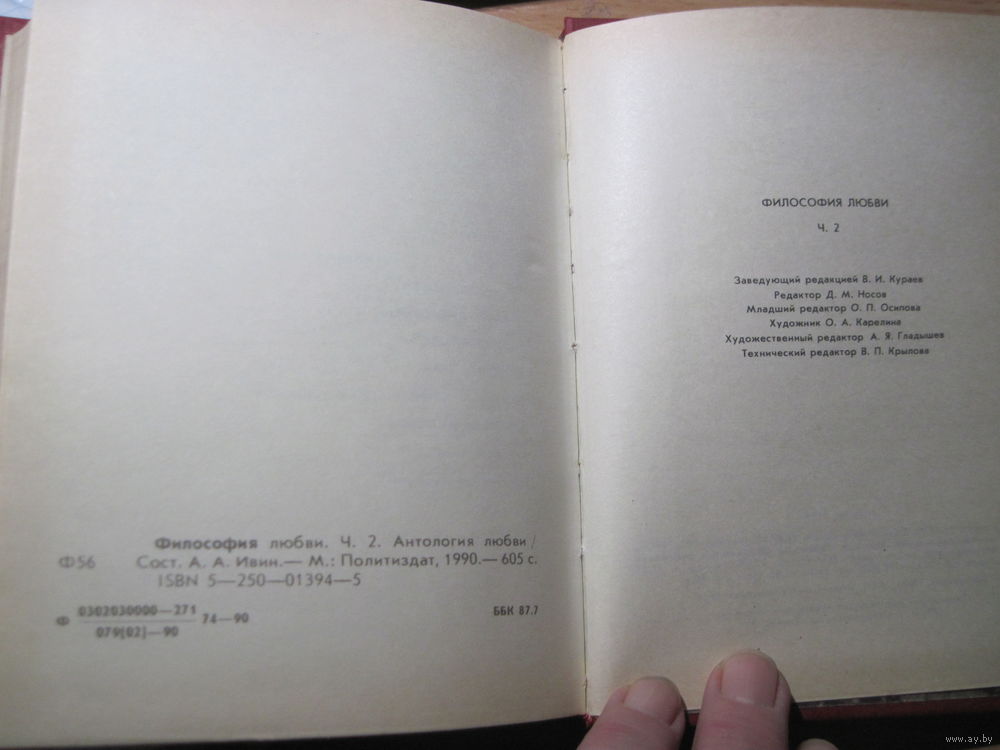 Философия любви. Ч. 2. Антология любви/
Ф56 Сост. А. А. Ивин.— М.: Политиздат, 1990.— 605 с.
ISBN 5—250—01394—5
Ф 0302030000—271 74—90
079[02]—90
ББК 87.7
ФИЛОСОФИЯ ЛЮБВИ
Ч. 2
Заведующий редакцией В. И. Кураев
Редактор Д. М. Носов
Младший редактор О. П. Осипова
Художник О. А. Карелина
Художественный редактор А. Я. Гладышев
Технический редактор В. П. Крылова
www.ay.by